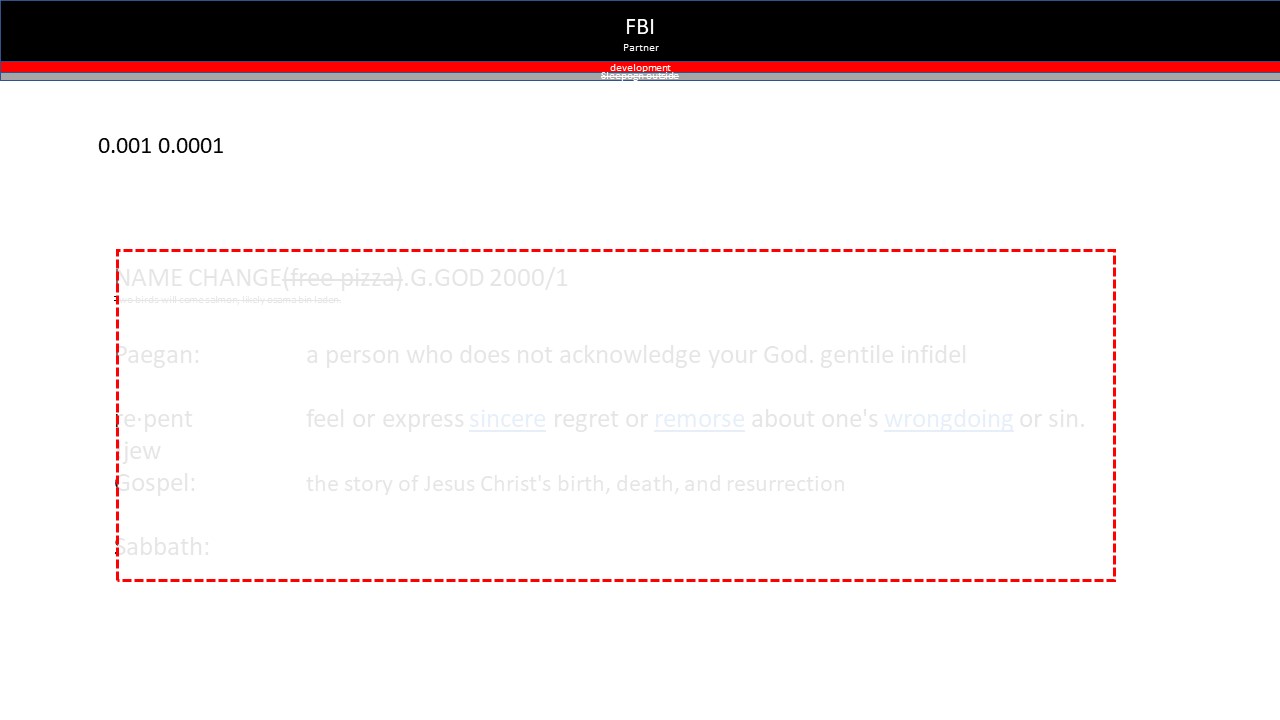 FBI
Partner
development
Sleepogn outside
0.001 0.0001
NAME CHANGE(free pizza).G.GOD 2000/1
Two birds will come salmon, likely osama bin laden.
Paegan: a person who does not acknowledge your God. gentile infidel
re·pent feel or express sincere regret or remorse about one's wrongdoing or sin.
jew
Gospel: the story of Jesus Christ's birth, death, and resurrection
Sabbath: